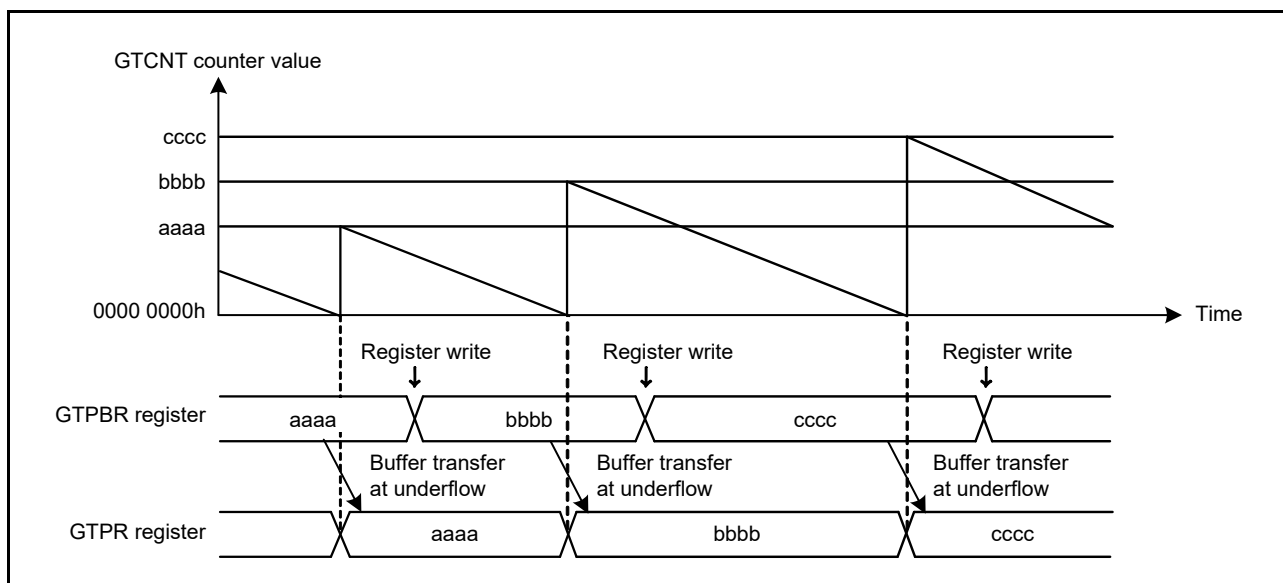 GTCNT counter value
cccc
bbbb
aaaa
0000 0000h
Time
Register write
Register write
Register write
GTPBR register
aaaa
bbbb
cccc
Buffer transfer
at underflow
Buffer transfer
at underflow
Buffer transfer
at underflow
GTPR register
aaaa
bbbb
cccc